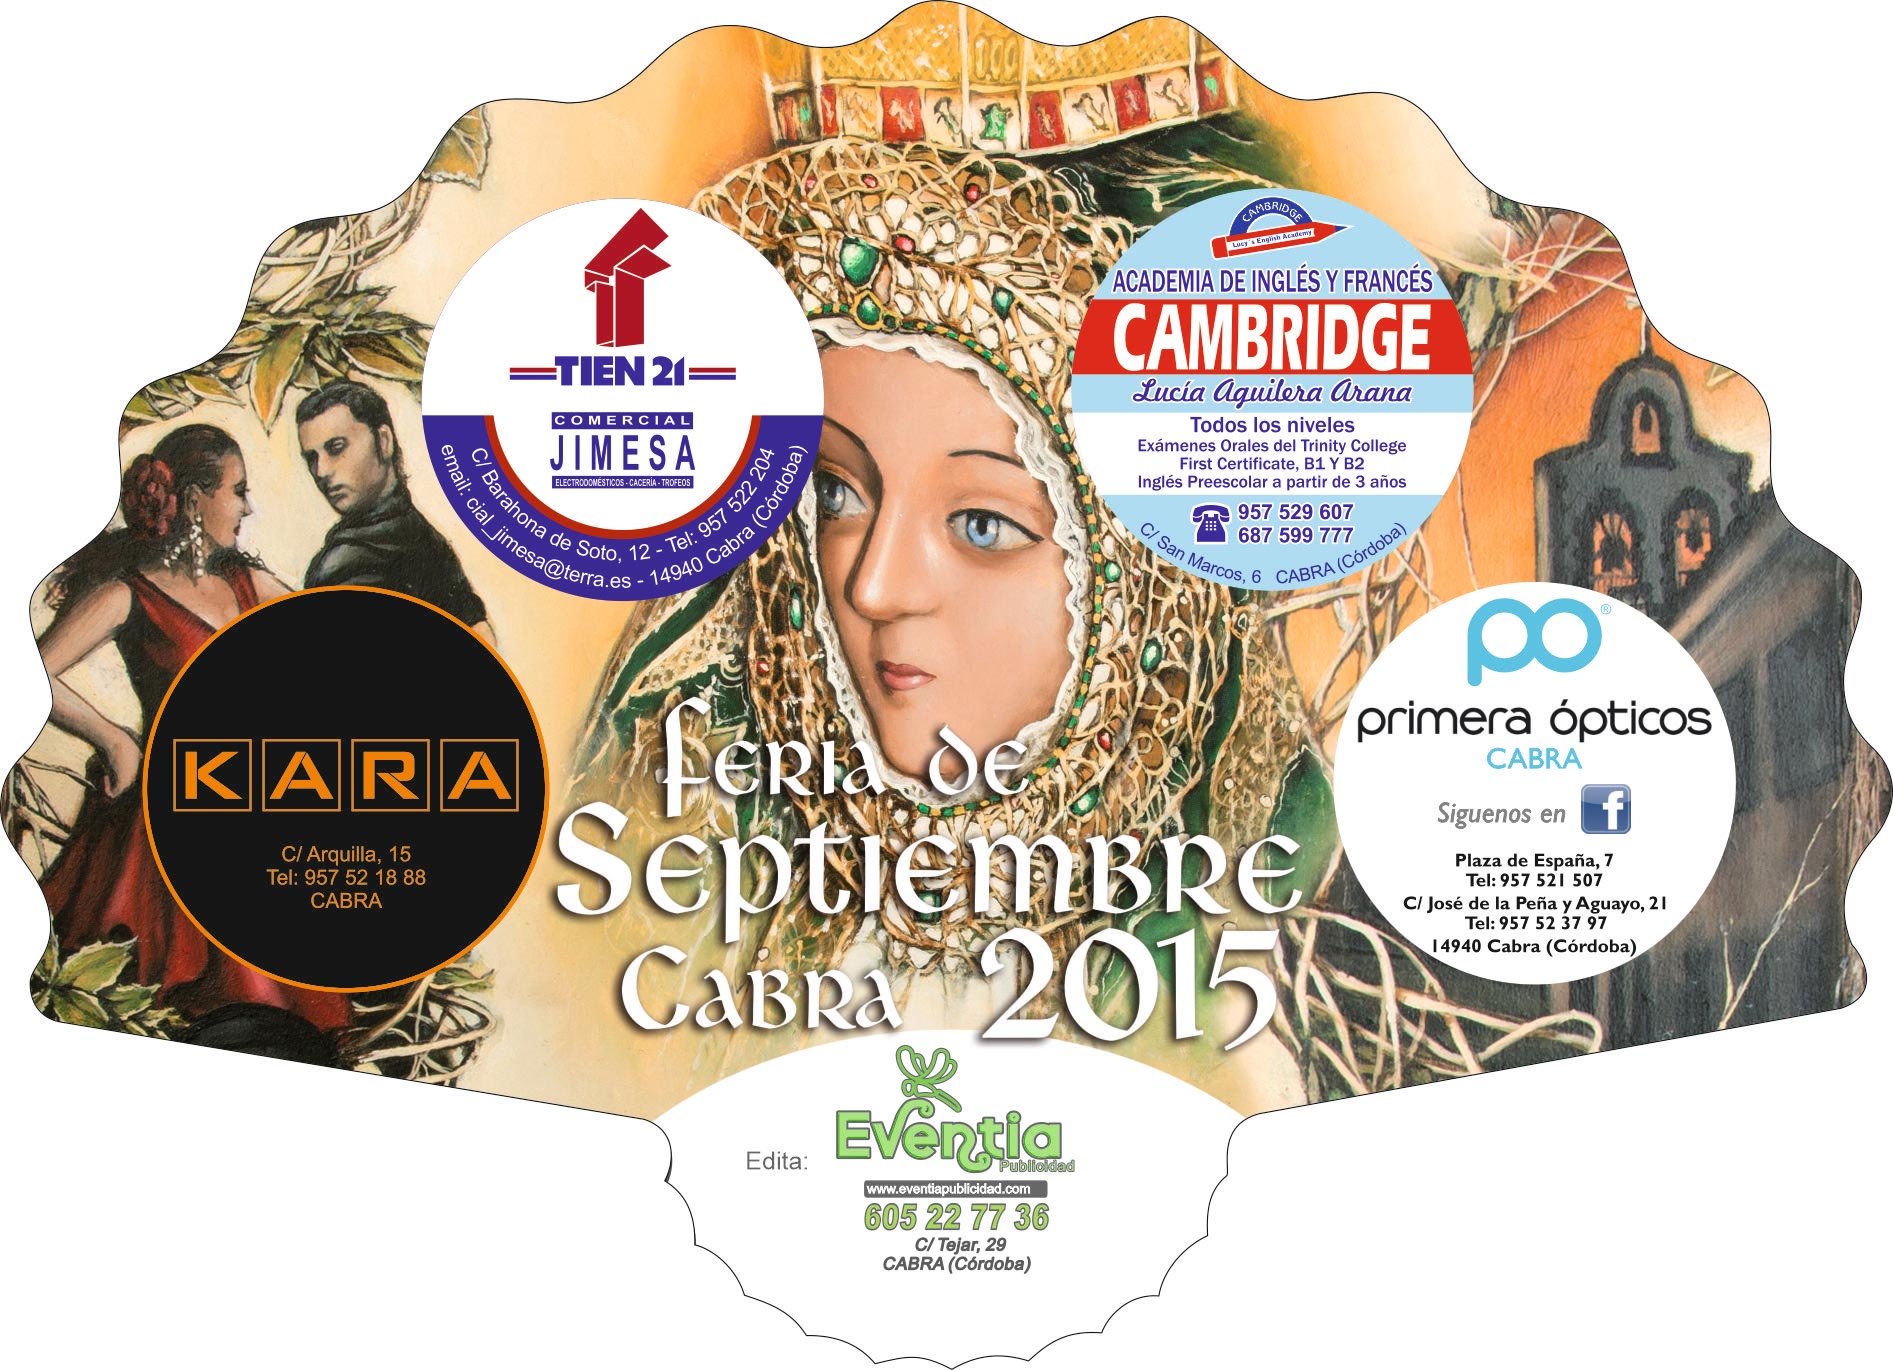 TIEN 21
COMERCIAL
JIMESA
ELECTRODOMÉSTICOS - CACERÍA - TROFEOS
C/ Barahona de Soto, 12 - Tel: 957 522 204
email: cial_jimesa@terra.es - 14940 Cabra (Córdoba)
CAMBRIDGE
Lucy´s English Academy
ACADEMIA DE INGLÉS Y FRANCÉS
CAMBRIDGE
Lucía Aguilera Arana
Todos los niveles
Exámenes Orales del Trinity College
First Certificate, B1 Y B2
Inglés Preescolar a partir de 3 años
957 529 607
687 599 777
C/ San Marcos, 6 CABRA (Córdoba)
KARA
C/ Arquilla, 15
Tel: 957 52 18 88
CABRA
po®
primera ópticos
CABRA
Siguenos en f
Plaza de España, 7
Tel: 957 521 507
C/ José de la Peña y Aguayo, 21
Tel: 957 52 37 97
14940 Cabra (Córdoba)
Feria de
Septiembre
Cabra 2015
Edita:
Eventia
Publicidad
www.eventiapublicidad.com
605 22 77 36
C/ Tejar, 29
CABRA (Córdoba)